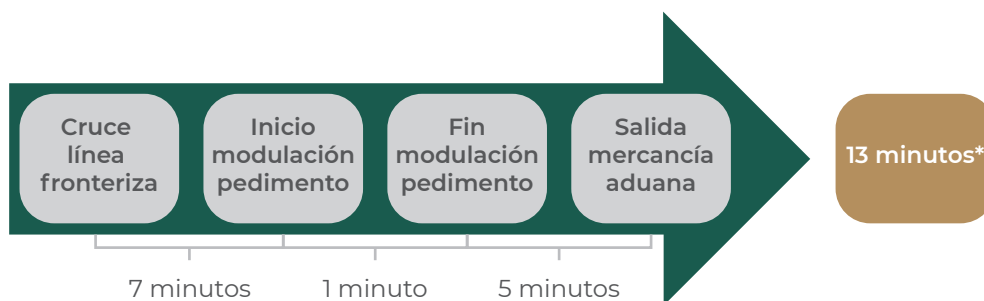 Cruce
línea
fronteriza
Inicio
modulación
pedimento
Fin
modulación
pedimento
Salida
mercancía
aduana
13 minutos*
7 minutos
1 minuto
5 minutos